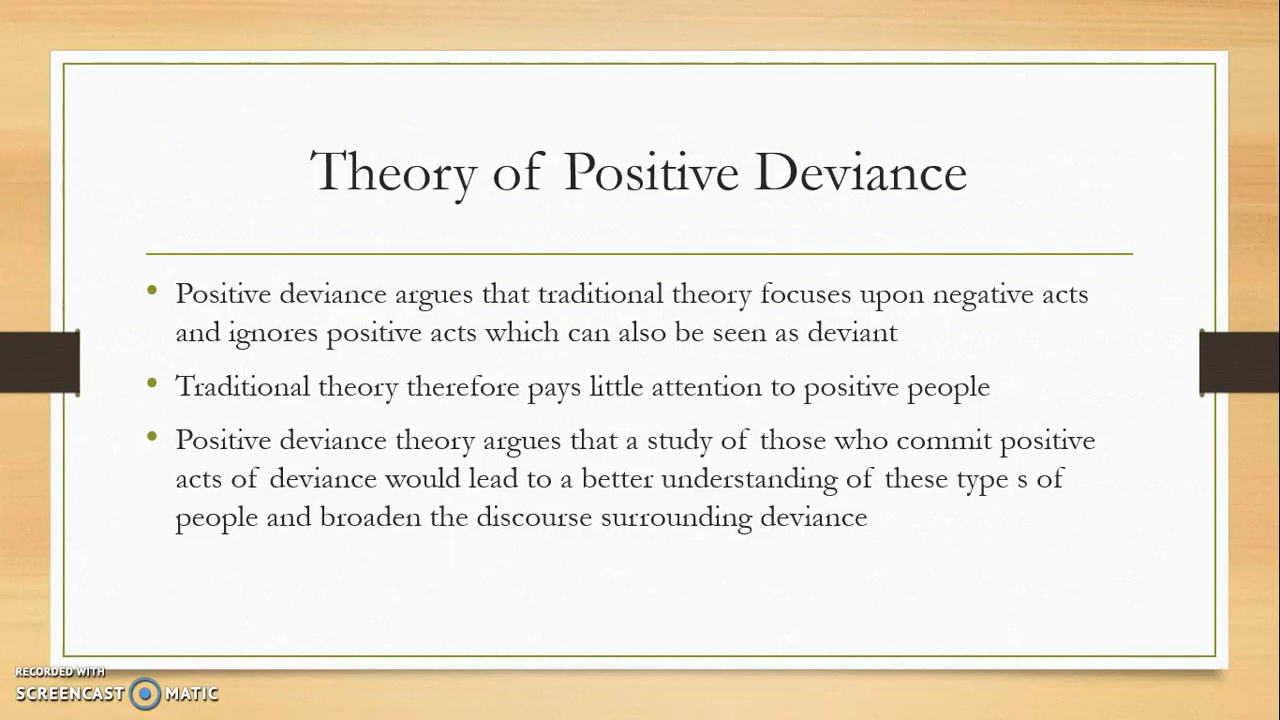 Theory of Positive Deviance
• Positive deviance argues that traditional theory focuses upon negative acts
and ignores positive acts which can also be seen as deviant
• Traditional theory therefore pays little attention to positive people
• Positive deviance theory argues that a study of those who commit positive
acts of deviance would lead to a better understanding of these type s of
people and broaden the discourse surrounding deviance
RECORDED WITH
SCREENCAST MATIC